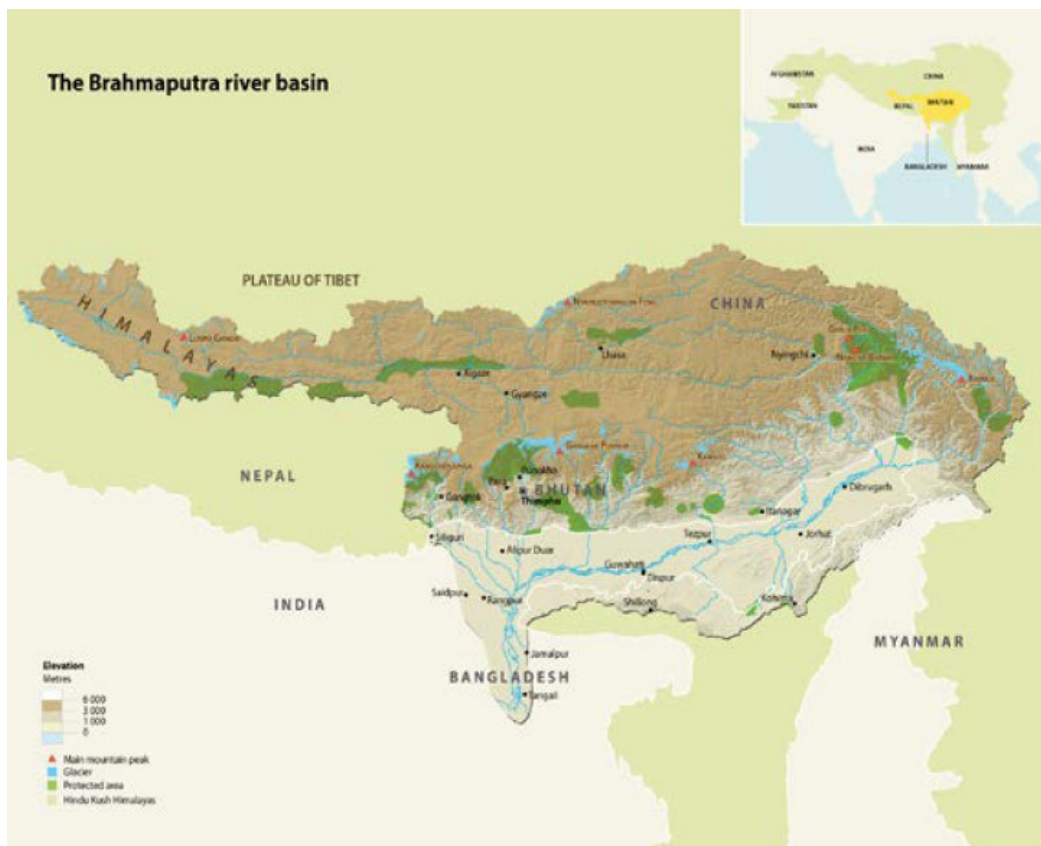 The Brahmaputra river basin
AFGHANISTAN
CHINA
PAKISTAN
NEPAL
BHUTAN
INDIA
BANGLADESH
MYANMAR
PLATEAU OF TIBET
HIMALAYAS
CHINA
Lhasa
Nyingchi
Xigaze
Gyangze
NEPAL
Gangtok
Punakha
Paro
BHUTAN
Thimphu
Itanagar
Dibrugarh
Siliguri
Alipur Duar
Tezpur
Jorhat
Guwahati
Dispur
Saidpur
Rangpur
Shillong
Kohima
INDIA
MYANMAR
Jamalpur
BANGLADESH
Tangail
Elevation
Metres
6 000
3 000
1 000
0
Main mountain peak
Glacier
Protected area
Hindu Kush Himalayas